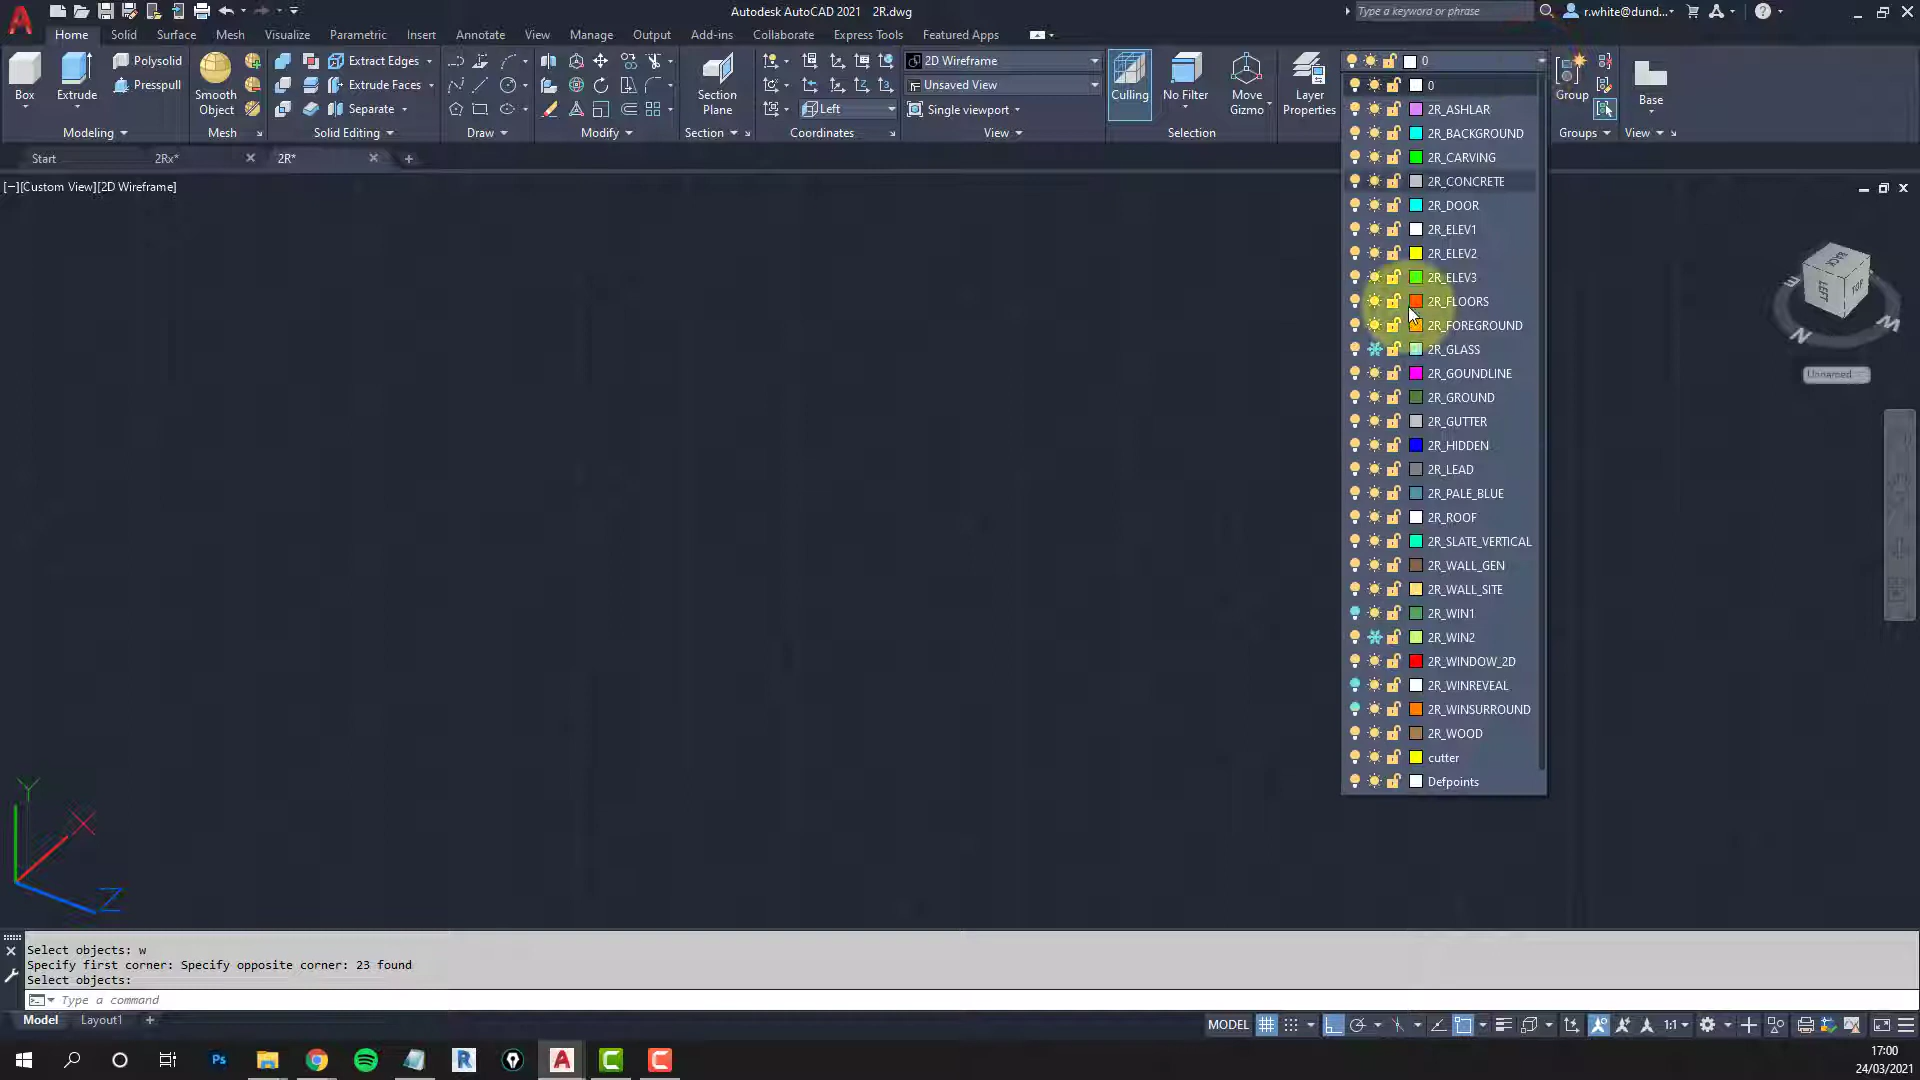 Autodesk AutoCAD 2021 2R.dwg
Type a keyword or phrase
r.white@dund...
Home Solid Surface Mesh Visualize Parametric Insert Annotate View Manage Output Add-ins Collaborate Express Tools Featured Apps
Box
Extrude
Polysolid
Presspull
Modeling
Smooth
Object
Mesh
Extract Edges
Extrude Faces
Separate
Solid Editing
Draw
Modify
Section
Plane
Section
Left
Coordinates
2D Wireframe
Unsaved View
Single viewport
View
Culling
No Filter
Move
Gizmo
Selection
Layer
Properties
0
Group
Groups
Base
View
Start
2Rx*
2R*
[−][Custom View][2D Wireframe]
0
2R_ASHLAR
2R_BACKGROUND
2R_CARVING
2R_CONCRETE
2R_DOOR
2R_ELEV1
2R_ELEV2
2R_ELEV3
2R_FLOORS
2R_FOREGROUND
2R_GLASS
2R_GOUNDLINE
2R_GROUND
2R_GUTTER
2R_HIDDEN
2R_LEAD
2R_PALE_BLUE
2R_ROOF
2R_SLATE_VERTICAL
2R_WALL_GEN
2R_WALL_SITE
2R_WIN1
2R_WIN2
2R_WINDOW_2D
2R_WINREVEAL
2R_WINSURROUND
2R_WOOD
cutter
Defpoints
BACK
LEFT
TOP
E
N
W
Unnamed
Y
X
Z
Select objects: w
Specify first corner: Specify opposite corner: 23 found
Select objects:
Type a command
Model Layout1
MODEL
1:1
17:00
24/03/2021